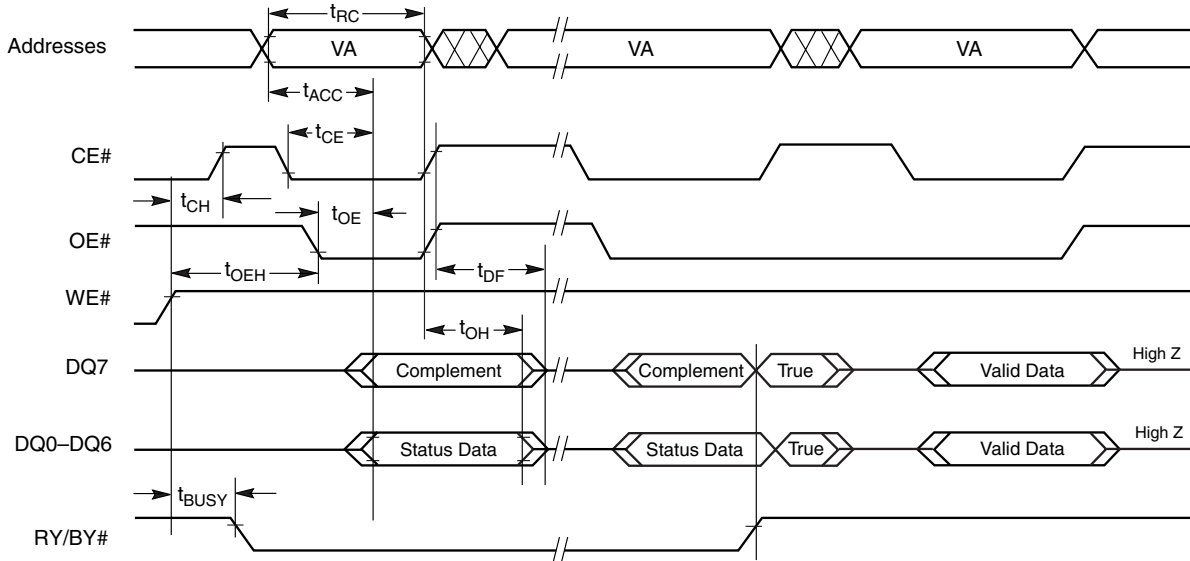 tRC
Addresses VA VA VA
tACC
tCE
CE#
tCH tOE
OE#
tOEH tDF
WE#
tOH
DQ7 Complement Complement True Valid Data High Z
DQ0–DQ6 Status Data Status Data True Valid Data High Z
tBUSY
RY/BY#